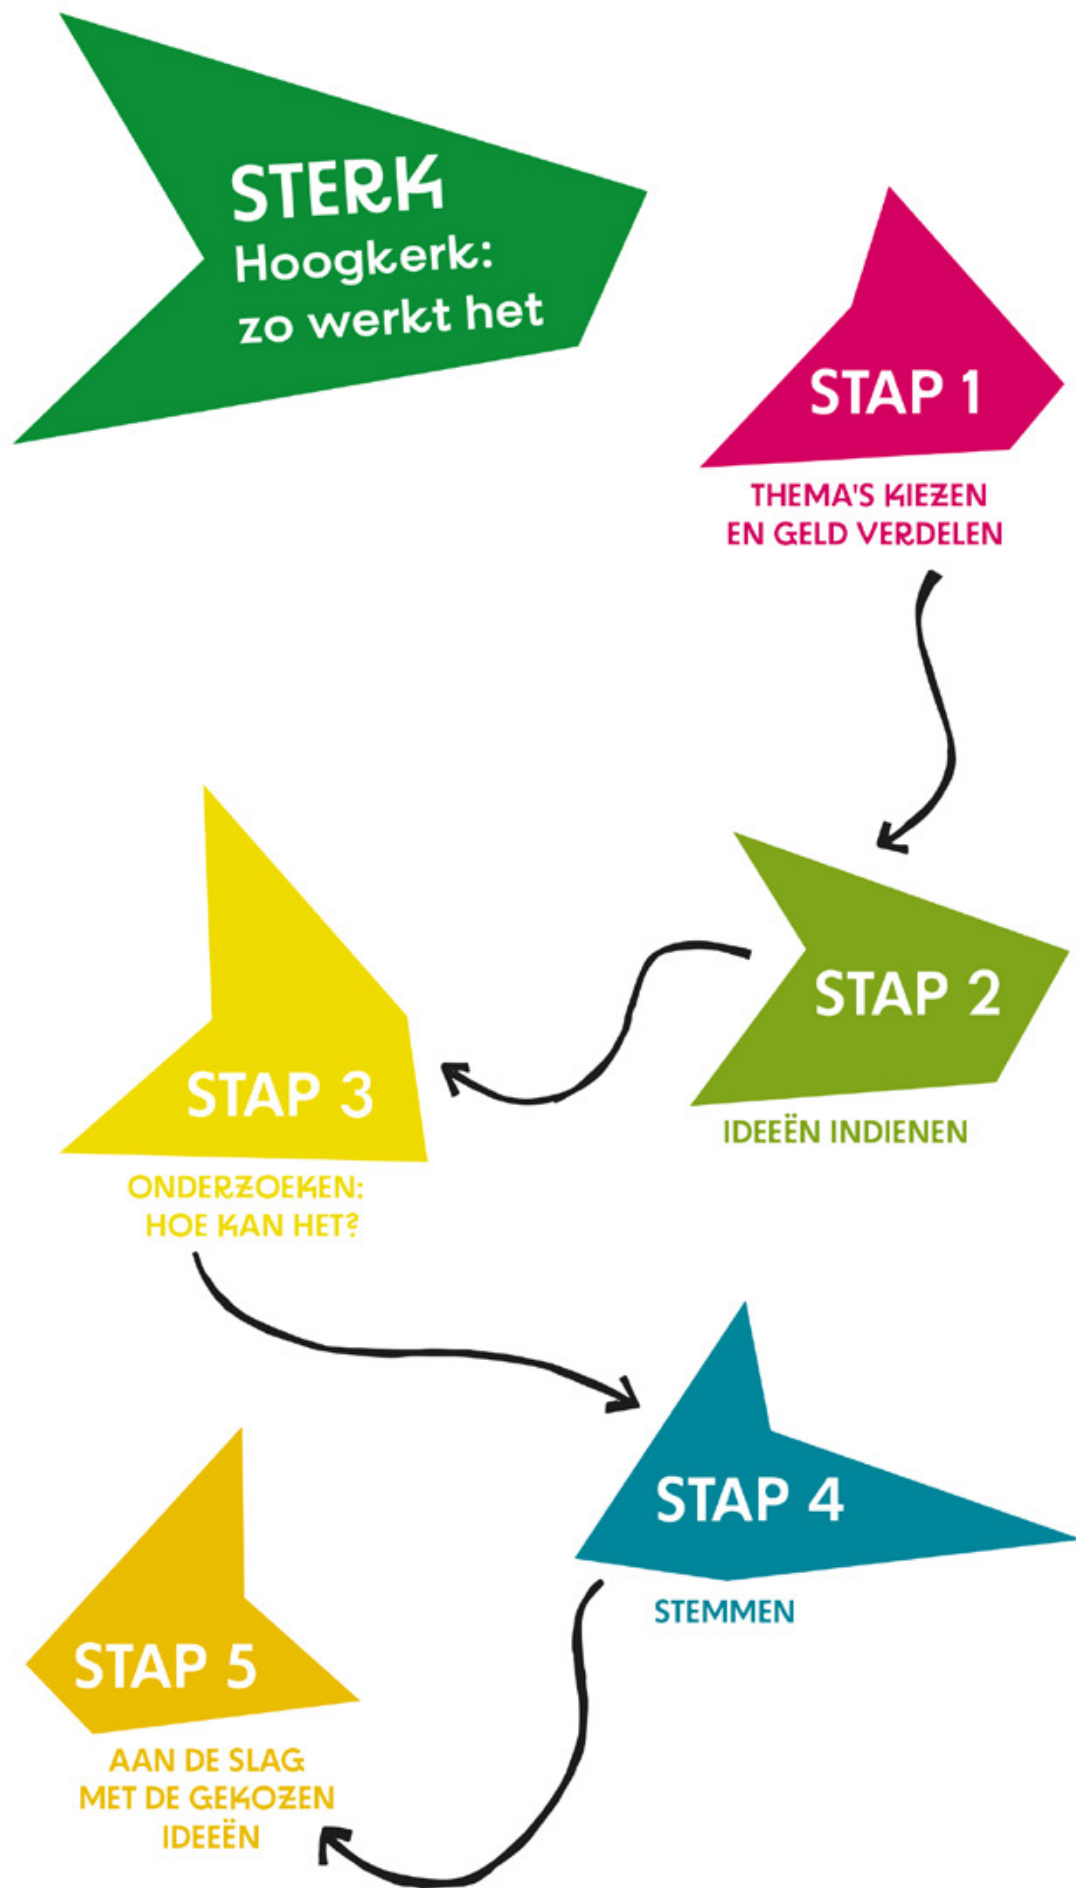 STERK
Hoogkerk:
zo werkt het
STAP 1
THEMA'S KIEZEN
EN GELD VERDELEN
STAP 2
IDEEËN INDIENEN
STAP 3
ONDERZOEKEN:
HOE KAN HET?
STAP 4
STEMMEN
STAP 5
AAN DE SLAG
MET DE GEKOZEN
IDEEËN